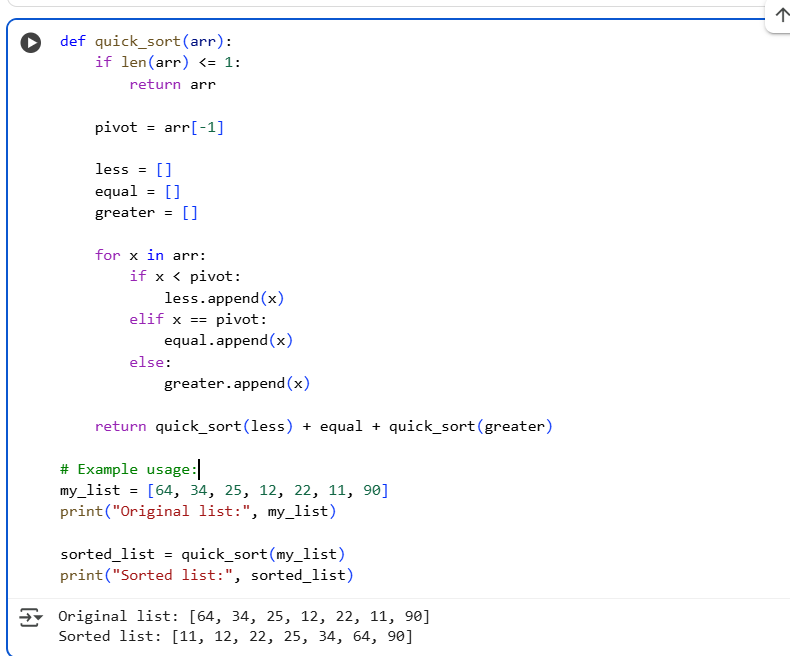 def quick_sort(arr):
    if len(arr) <= 1:
        return arr

    pivot = arr[-1]

    less = []
    equal = []
    greater = []

    for x in arr:
        if x < pivot:
            less.append(x)
        elif x == pivot:
            equal.append(x)
        else:
            greater.append(x)

    return quick_sort(less) + equal + quick_sort(greater)

# Example usage:
my_list = [64, 34, 25, 12, 22, 11, 90]
print("Original list:", my_list)

sorted_list = quick_sort(my_list)
print("Sorted list:", sorted_list)

Original list: [64, 34, 25, 12, 22, 11, 90]
Sorted list: [11, 12, 22, 25, 34, 64, 90]